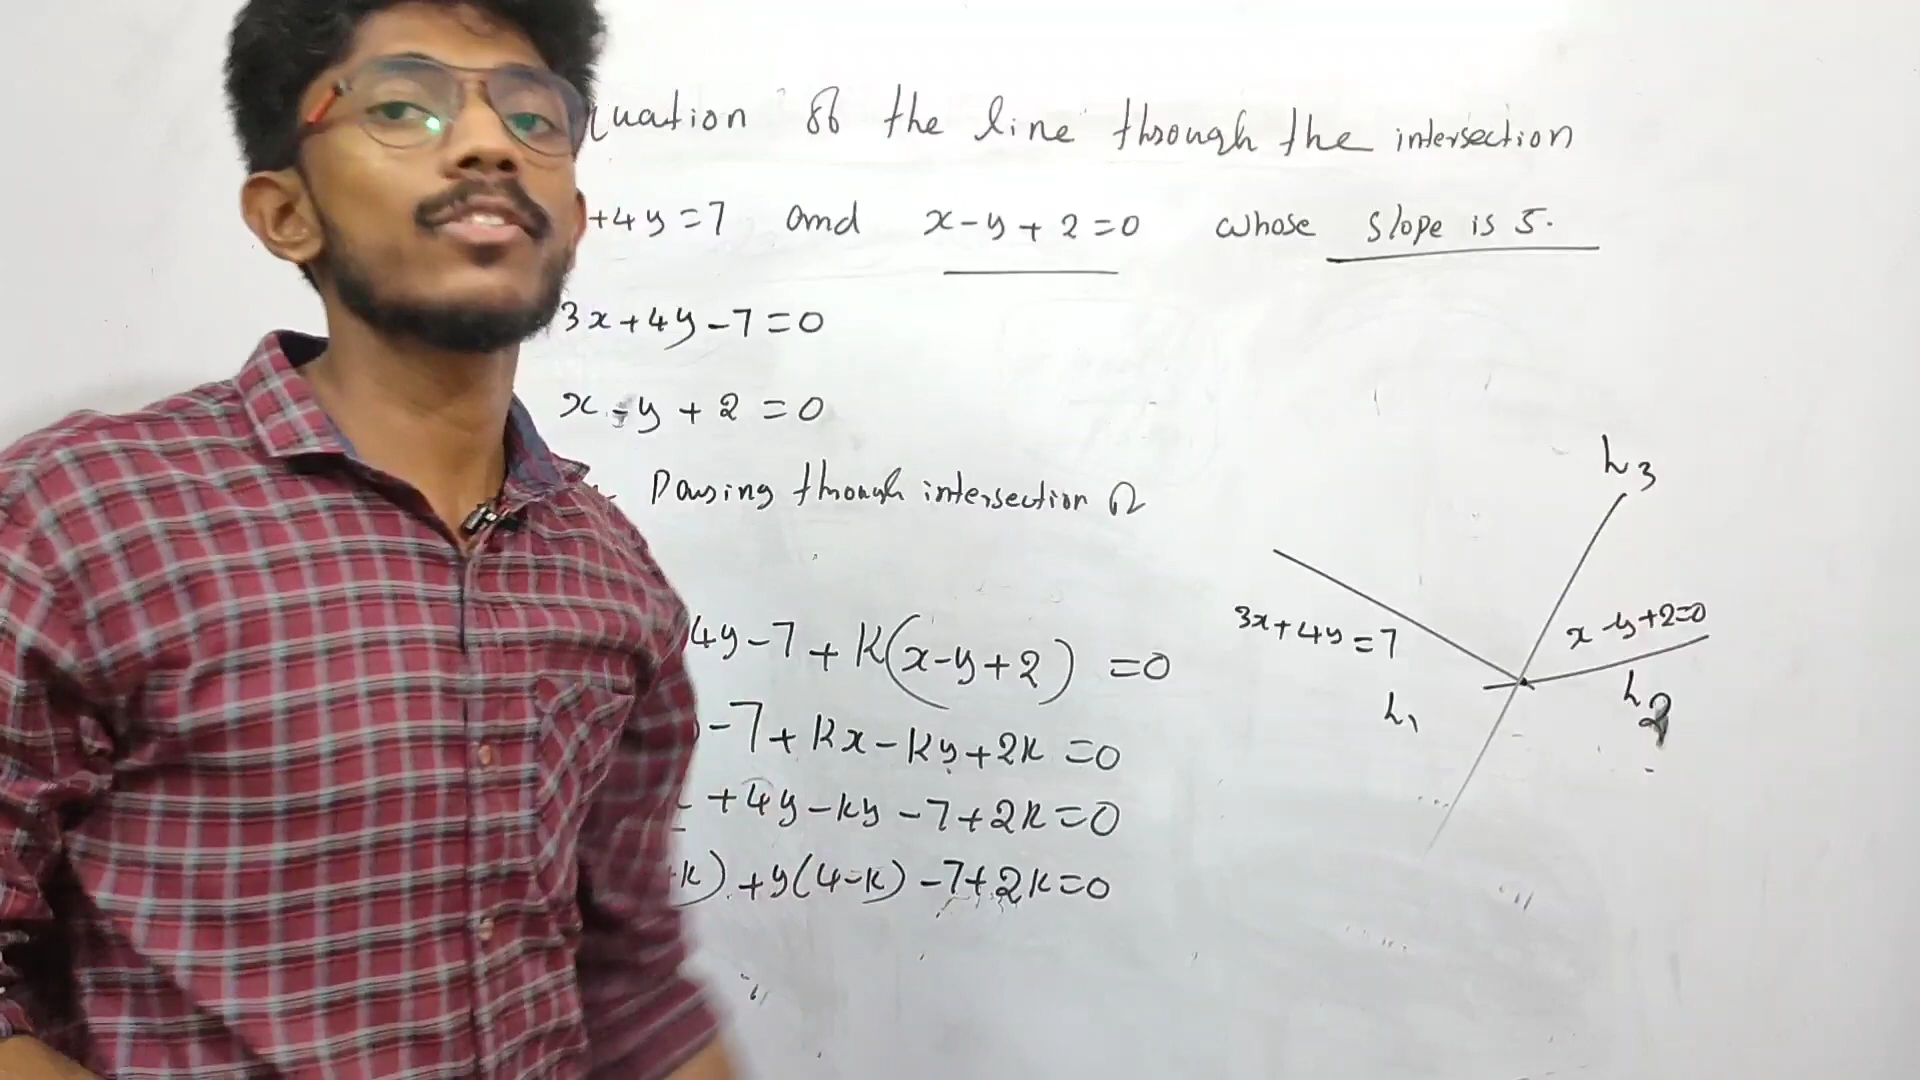 quation of the line through the intersection
+4y=7 and x-y+2=0 whose slope is 5.
3x+4y-7=0
x-y+2=0
Passing through intersection is
4y-7+k(x-y+2)=0
-7+kx-ky+2k=0
+4y-ky-7+2k=0
+k)+y(4-k)-7+2k=0
L3
3x+4y=7
x-y+2=0
L1
L2